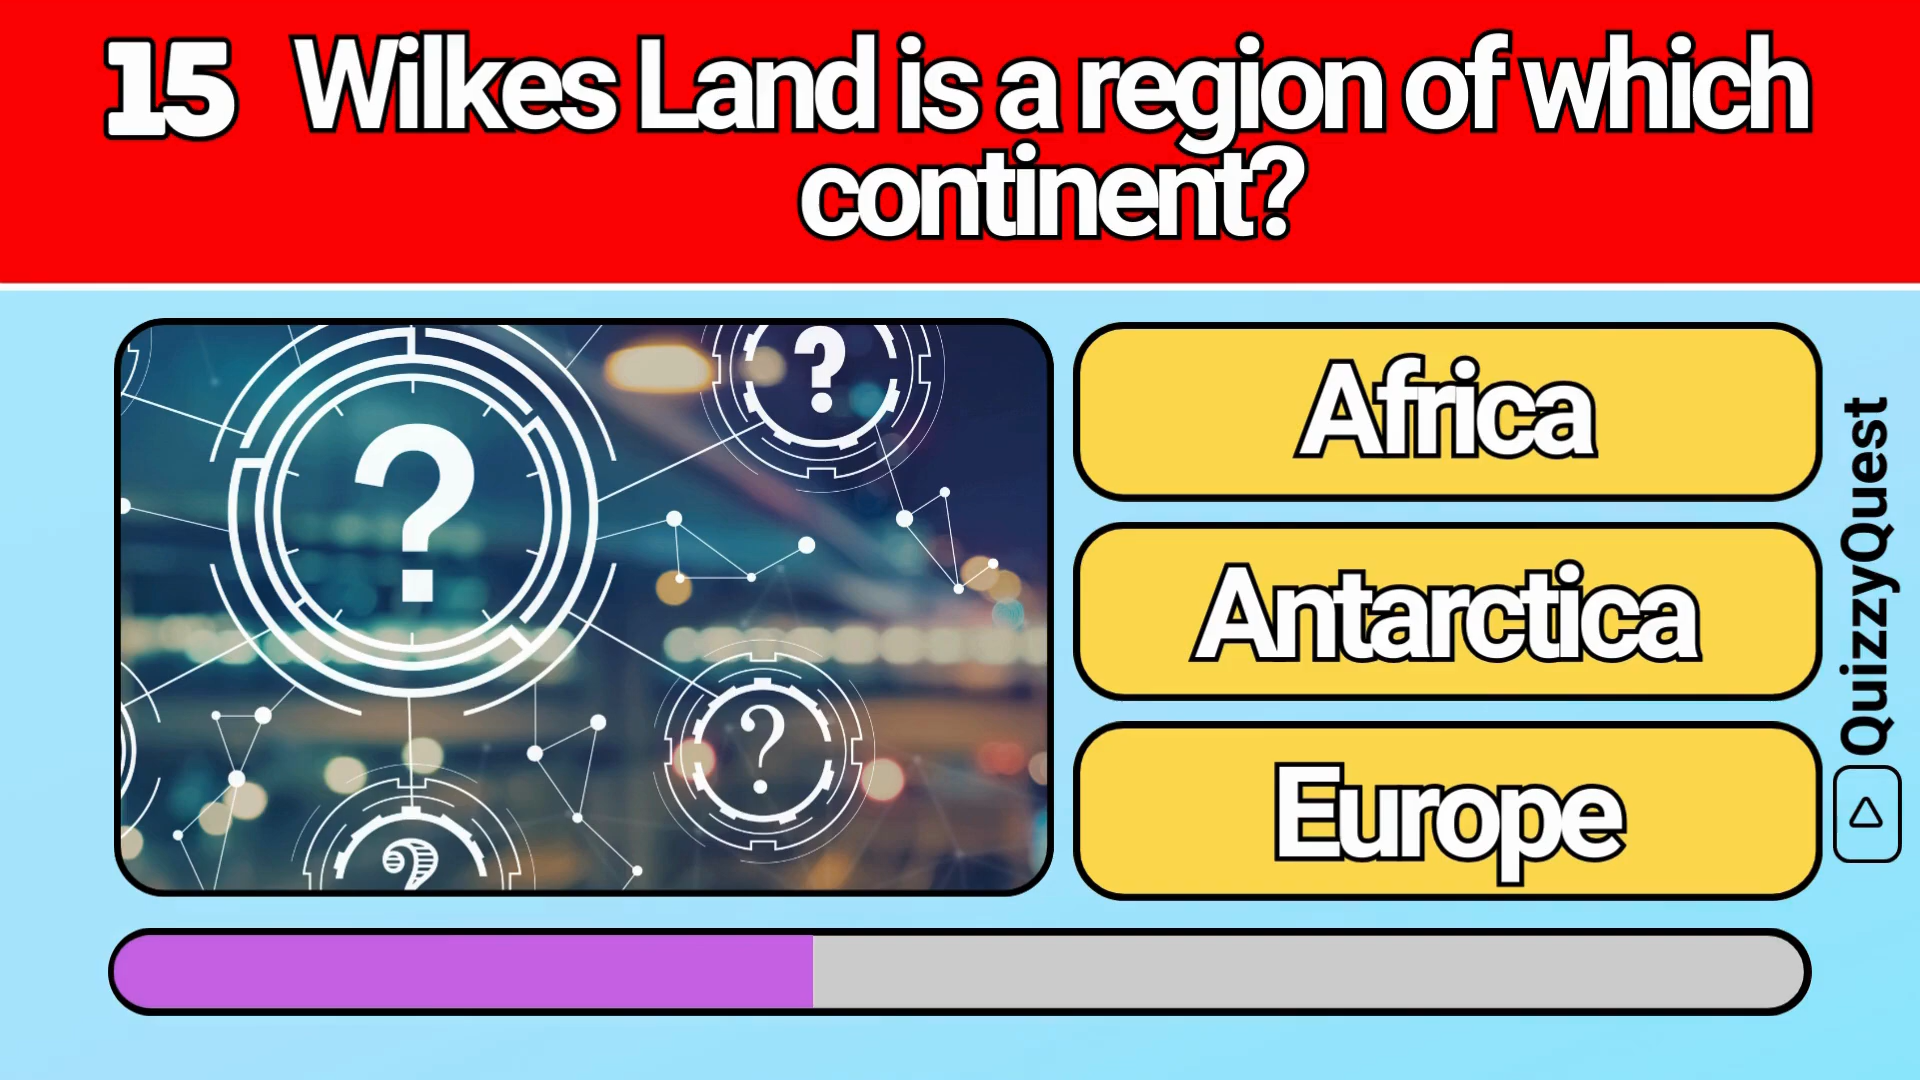 15 Wilkes Land is a region of which
continent?
Africa
Antarctica
Europe
QuizzyQuest